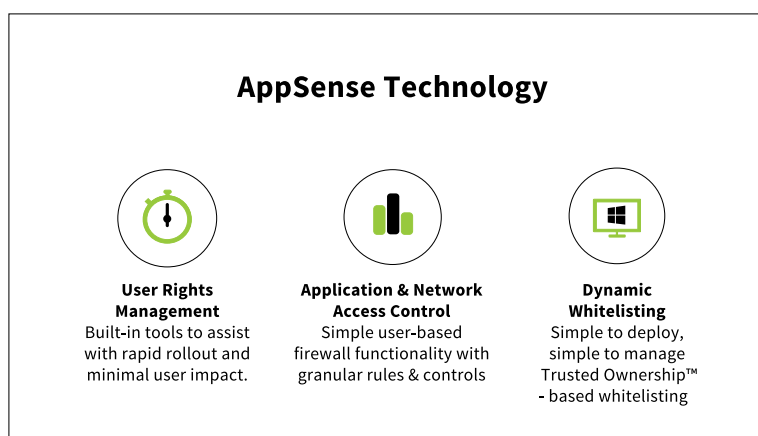 AppSense Technology
User Rights
Management
Built-in tools to assist
with rapid rollout and
minimal user impact.
Application & Network
Access Control
Simple user-based
firewall functionality with
granular rules & controls
Dynamic
Whitelisting
Simple to deploy,
simple to manage
Trusted Ownership™
- based whitelisting